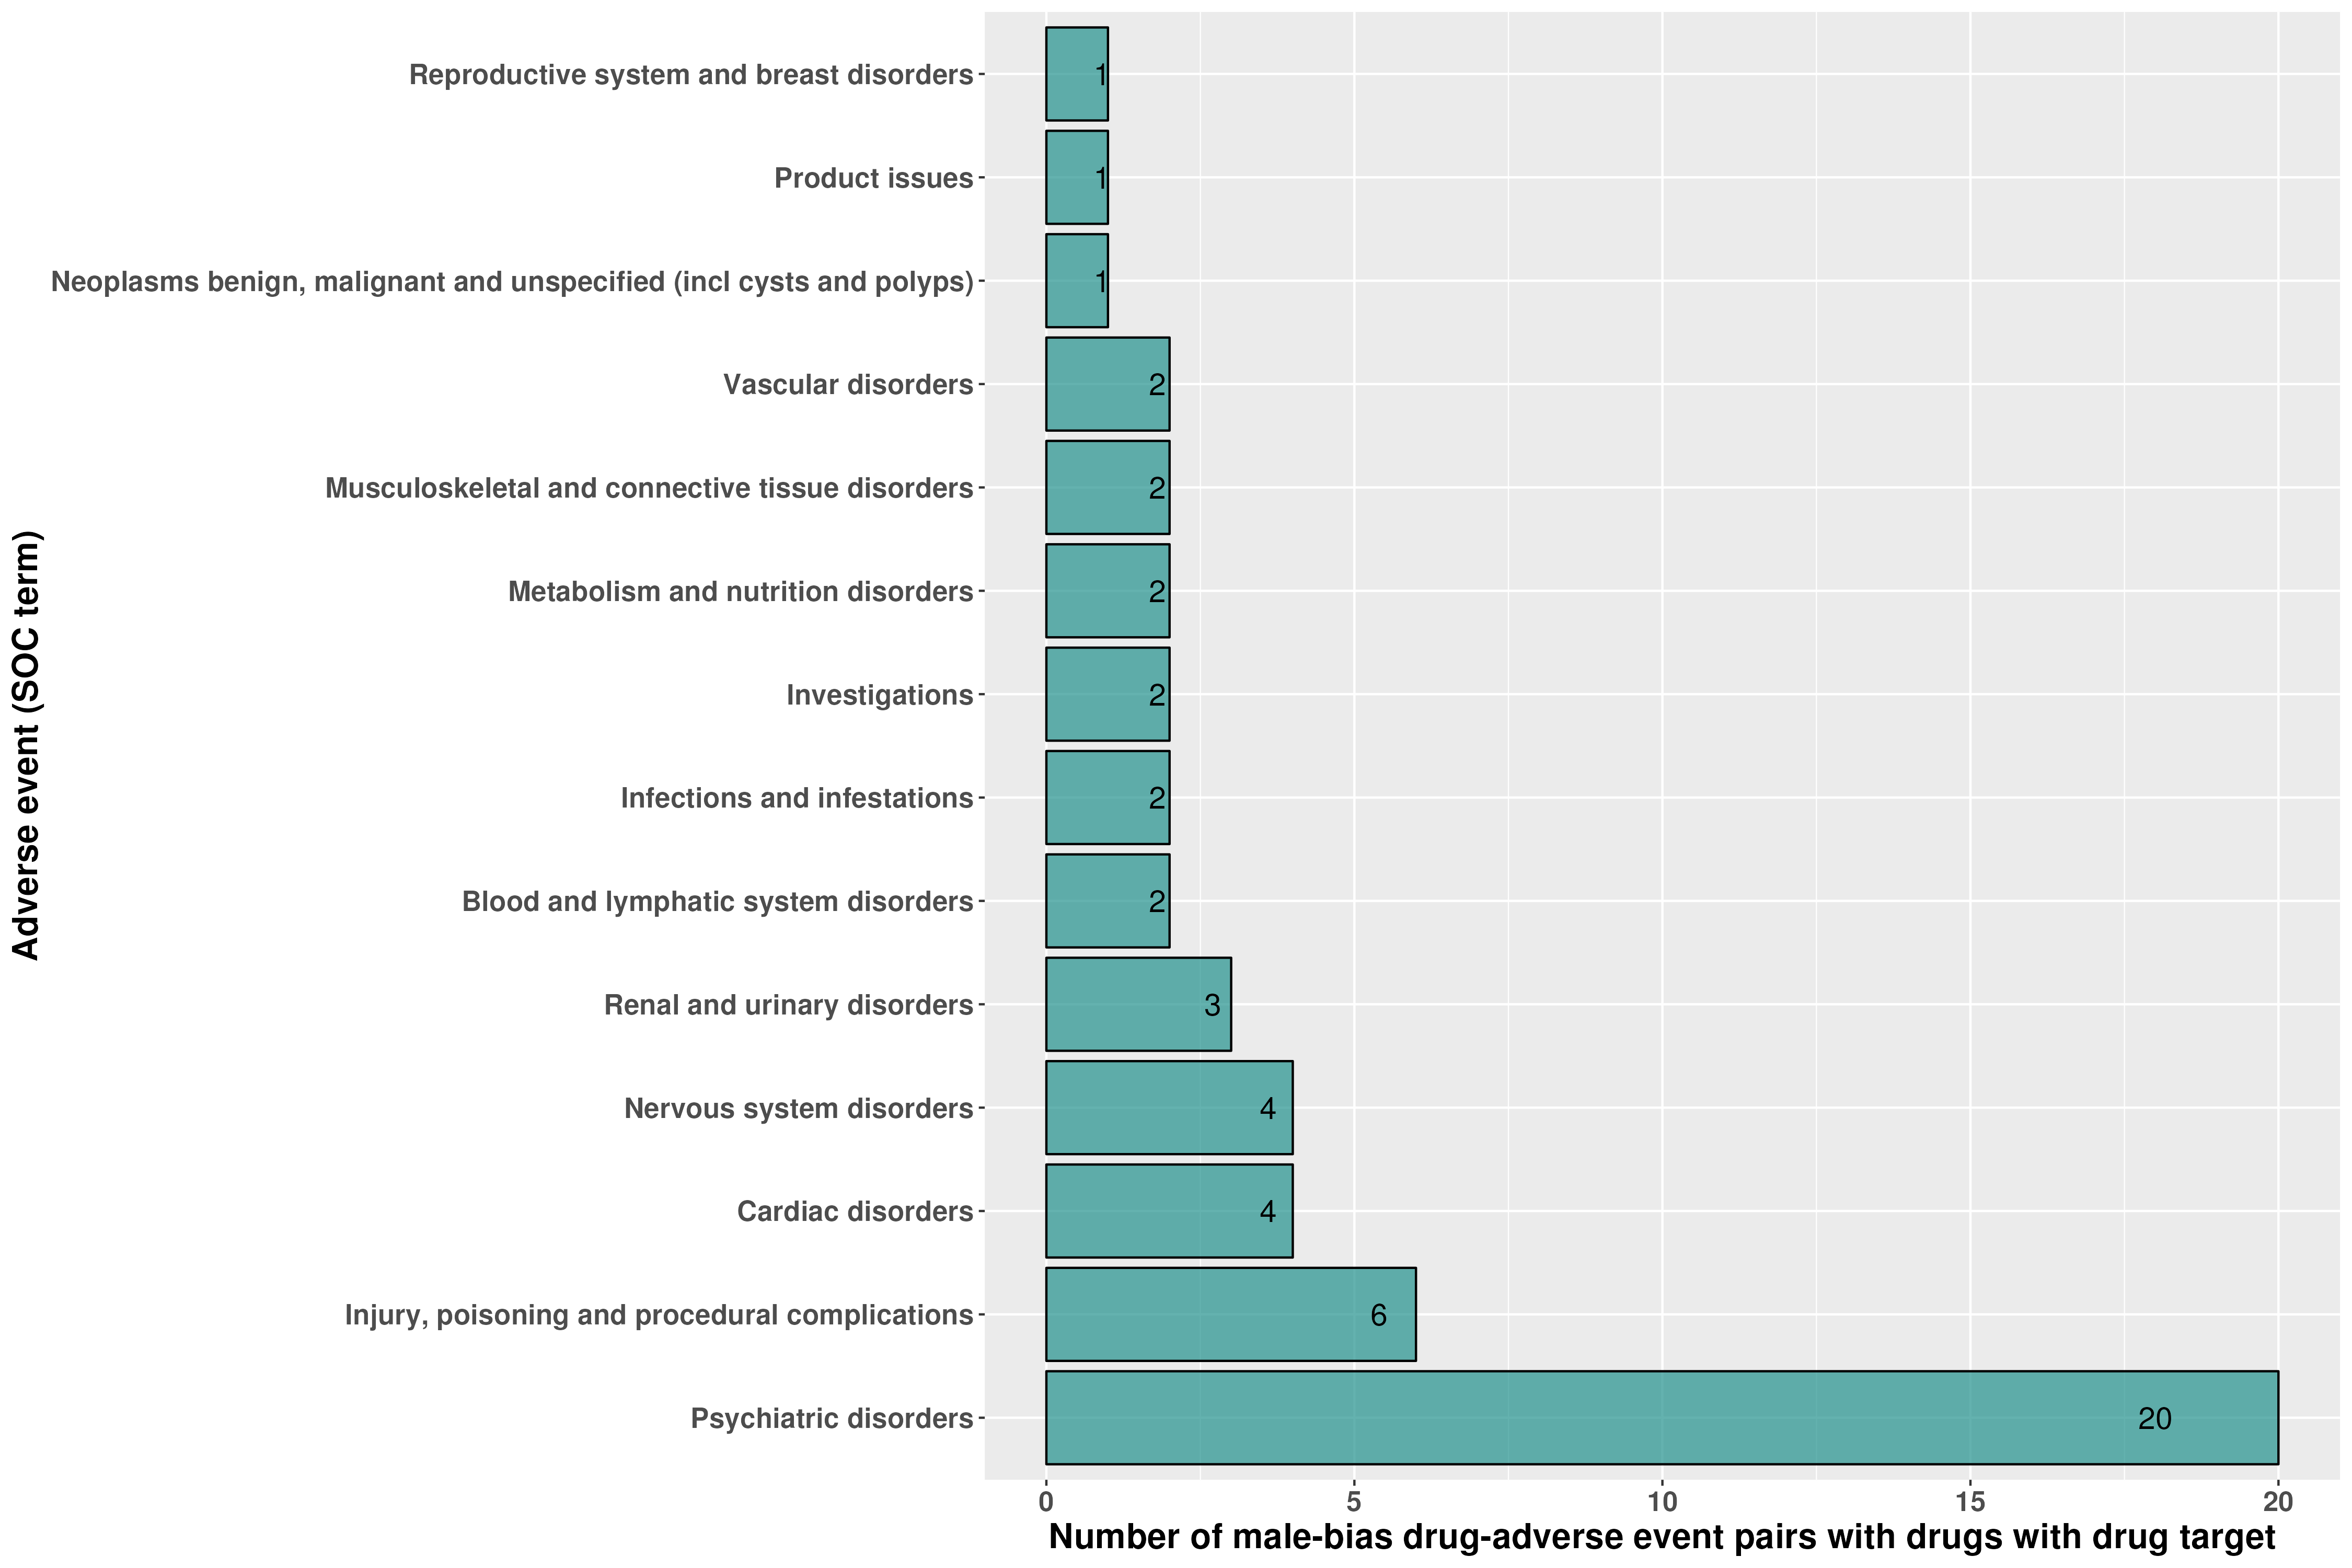 Adverse event (SOC term)
Reproductive system and breast disorders 1
Product issues 1
Neoplasms benign, malignant and unspecified (incl cysts and polyps) 1
Vascular disorders 2
Musculoskeletal and connective tissue disorders 2
Metabolism and nutrition disorders 2
Investigations 2
Infections and infestations 2
Blood and lymphatic system disorders 2
Renal and urinary disorders 3
Nervous system disorders 4
Cardiac disorders 4
Injury, poisoning and procedural complications 6
Psychiatric disorders 20
0 5 10 15 20
Number of male-bias drug-adverse event pairs with drugs with drug target